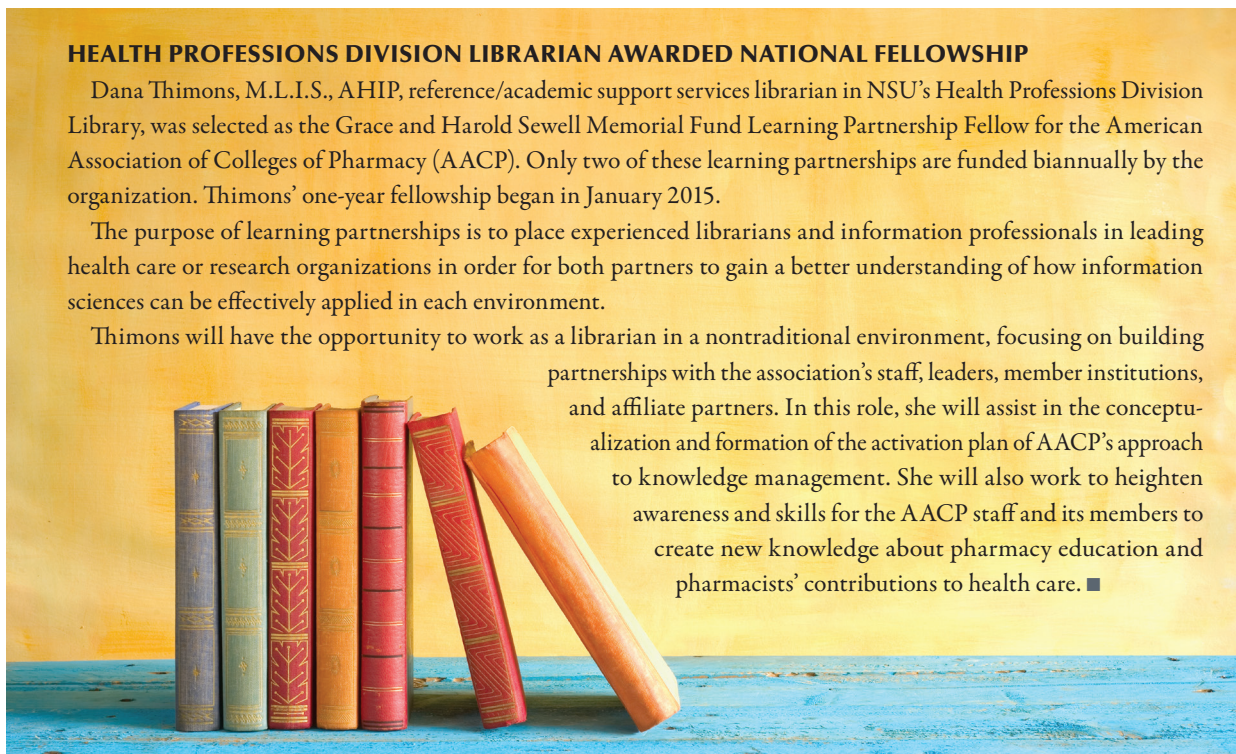 HEALTH PROFESSIONS DIVISION LIBRARIAN AWARDED NATIONAL FELLOWSHIP
Dana Thimons, M.L.I.S., AHIP, reference/academic support services librarian in NSU’s Health Professions Division
Library, was selected as the Grace and Harold Sewell Memorial Fund Learning Partnership Fellow for the American
Association of Colleges of Pharmacy (AACP). Only two of these learning partnerships are funded biannually by the
organization. Thimons’ one-year fellowship began in January 2015.
The purpose of learning partnerships is to place experienced librarians and information professionals in leading
health care or research organizations in order for both partners to gain a better understanding of how information
sciences can be effectively applied in each environment.
Thimons will have the opportunity to work as a librarian in a nontraditional environment, focusing on building
partnerships with the association’s staff, leaders, member institutions,
and affiliate partners. In this role, she will assist in the conceptu-
alization and formation of the activation plan of AACP’s approach
to knowledge management. She will also work to heighten
awareness and skills for the AACP staff and its members to
create new knowledge about pharmacy education and
pharmacists’ contributions to health care. ■